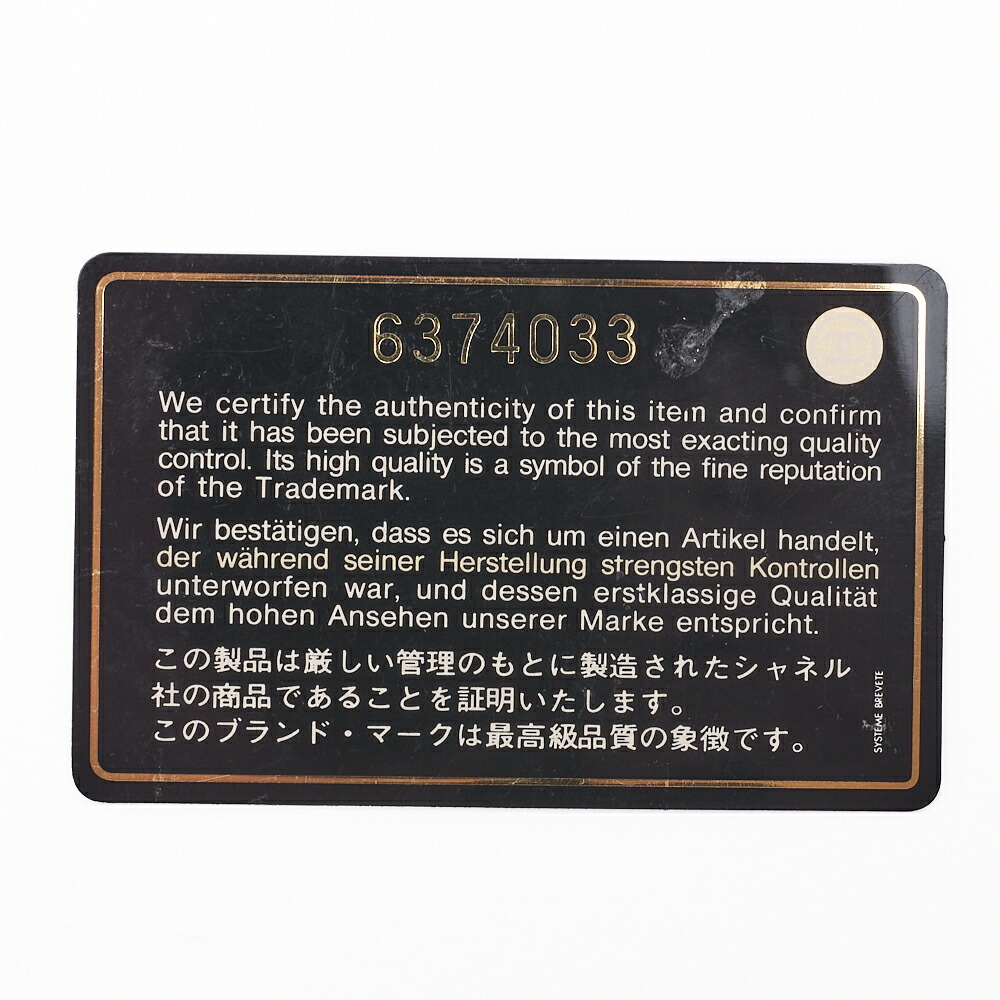 6374033
We certify the authenticity of this item and confirm
that it has been subjected to the most exacting quality
control. Its high quality is a symbol of the fine reputation
of the Trademark.
Wir bestätigen, dass es sich um einen Artikel handelt,
der während seiner Herstellung strengsten Kontrollen
unterworfen war, und dessen erstklassige Qualität
dem hohen Ansehen unserer Marke entspricht.
この製品は厳しい管理のもとに製造されたシャネル
社の商品であることを証明いたします。
このブランド・マークは最高級品質の象徴です。
SYSTEME BREVETE